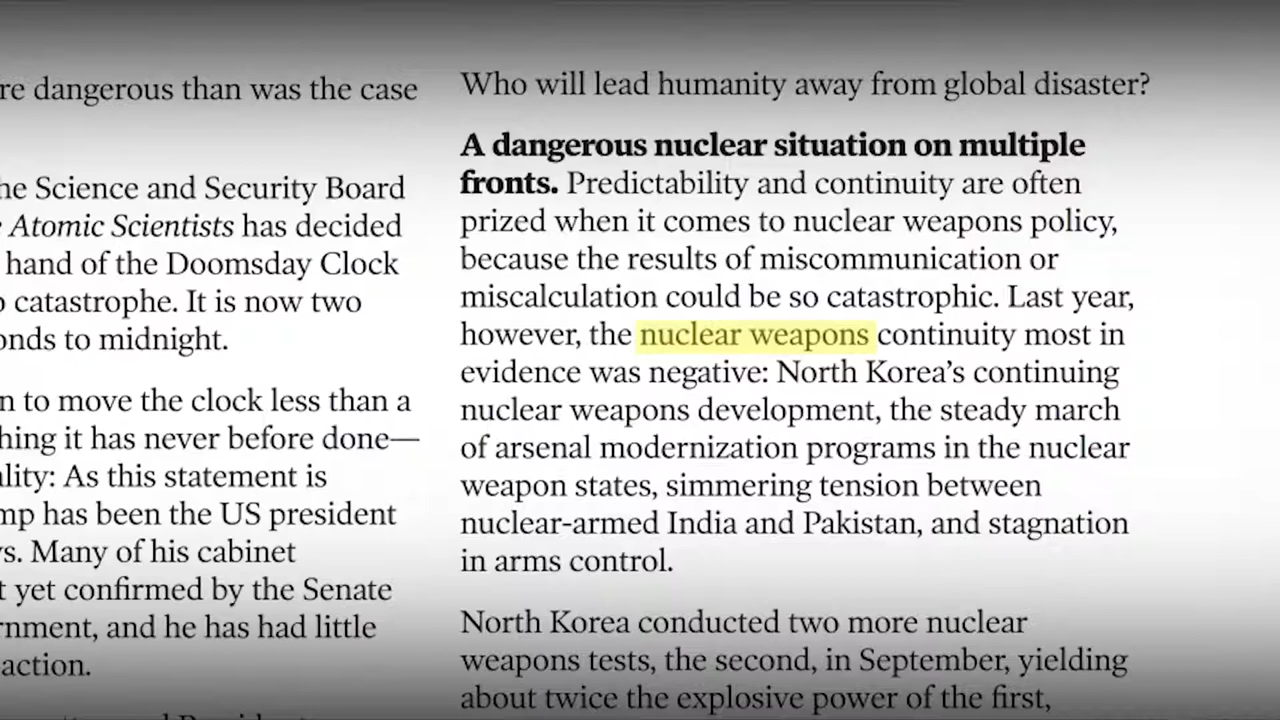 re dangerous than was the case
he Science and Security Board
Atomic Scientists has decided
hand of the Doomsday Clock
catastrophe. It is now two
onds to midnight.
n to move the clock less than a
hing it has never before done—
ality: As this statement is
mp has been the US president
s. Many of his cabinet
t yet confirmed by the Senate
rnment, and he has had little
action.
Who will lead humanity away from global disaster?
A dangerous nuclear situation on multiple
fronts. Predictability and continuity are often
prized when it comes to nuclear weapons policy,
because the results of miscommunication or
miscalculation could be so catastrophic. Last year,
however, the nuclear weapons continuity most in
evidence was negative: North Korea’s continuing
nuclear weapons development, the steady march
of arsenal modernization programs in the nuclear
weapon states, simmering tension between
nuclear-armed India and Pakistan, and stagnation
in arms control.
North Korea conducted two more nuclear
weapons tests, the second, in September, yielding
about twice the explosive power of the first,